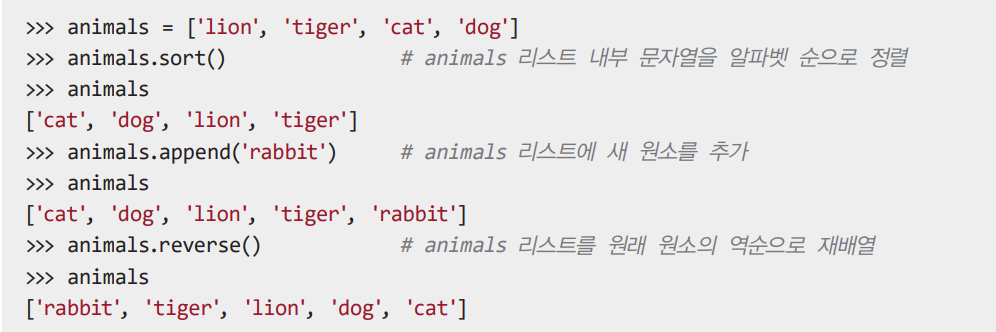 >>> animals = ['lion', 'tiger', 'cat', 'dog']
>>> animals.sort() # animals 리스트 내부 문자열을 알파벳 순으로 정렬
>>> animals
['cat', 'dog', 'lion', 'tiger']
>>> animals.append('rabbit') # animals 리스트에 새 원소를 추가
>>> animals
['cat', 'dog', 'lion', 'tiger', 'rabbit']
>>> animals.reverse() # animals 리스트를 원래 원소의 역순으로 재배열
>>> animals
['rabbit', 'tiger', 'lion', 'dog', 'cat']